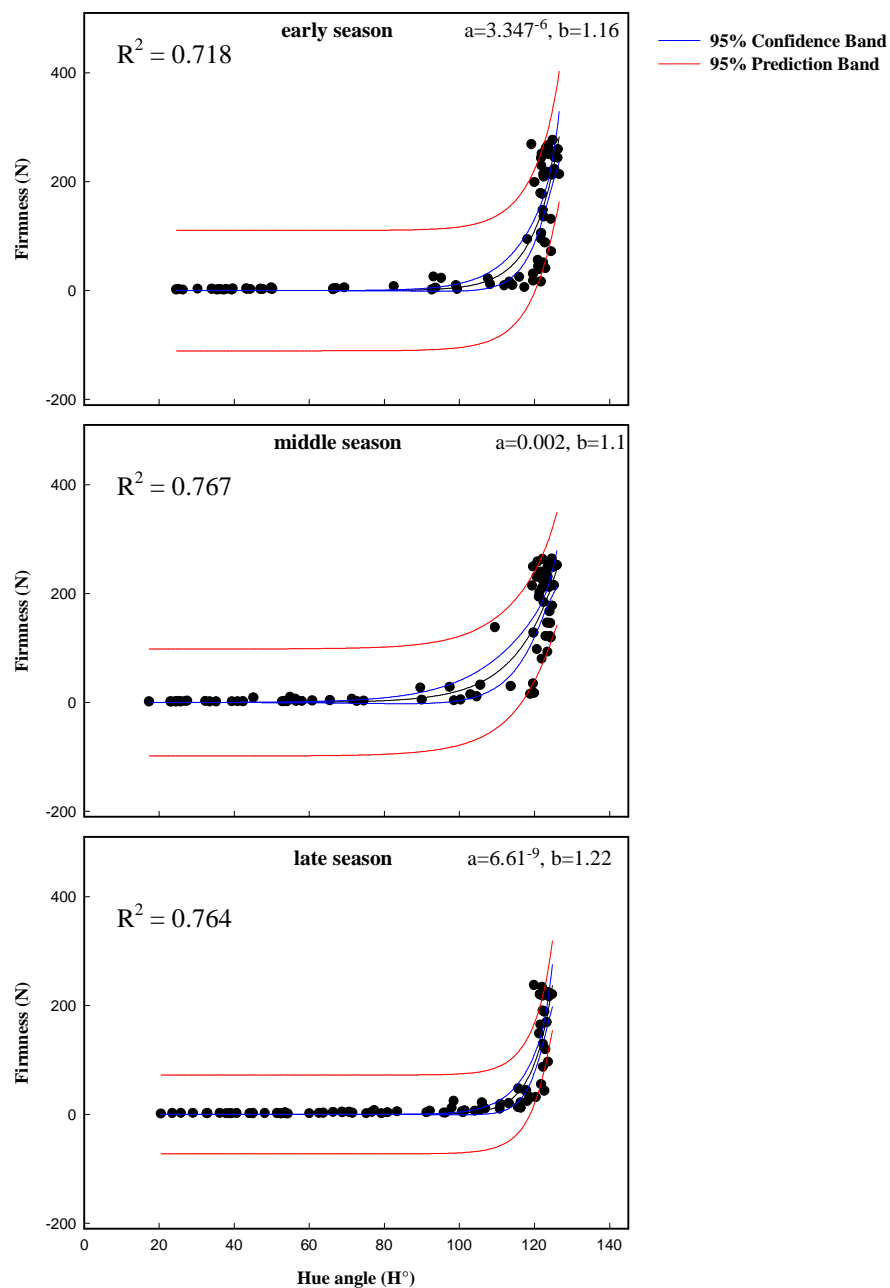 early season
a=3.347⁻⁶, b=1.16
R² = 0.718
95% Confidence Band
95% Prediction Band
400
200
0
-200
Firmness (N)
middle season
a=0.002, b=1.1
R² = 0.767
400
200
0
-200
Firmness (N)
late season
a=6.61⁻⁹, b=1.22
R² = 0.764
400
200
0
-200
Firmness (N)
0 20 40 60 80 100 120 140
Hue angle (H°)